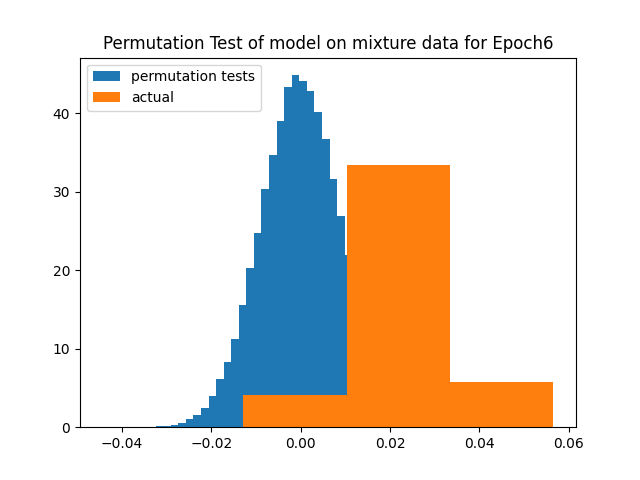 Permutation Test of model on mixture data for Epoch6
permutation tests
actual
40
30
20
10
0
−0.04 −0.02 0.00 0.02 0.04 0.06